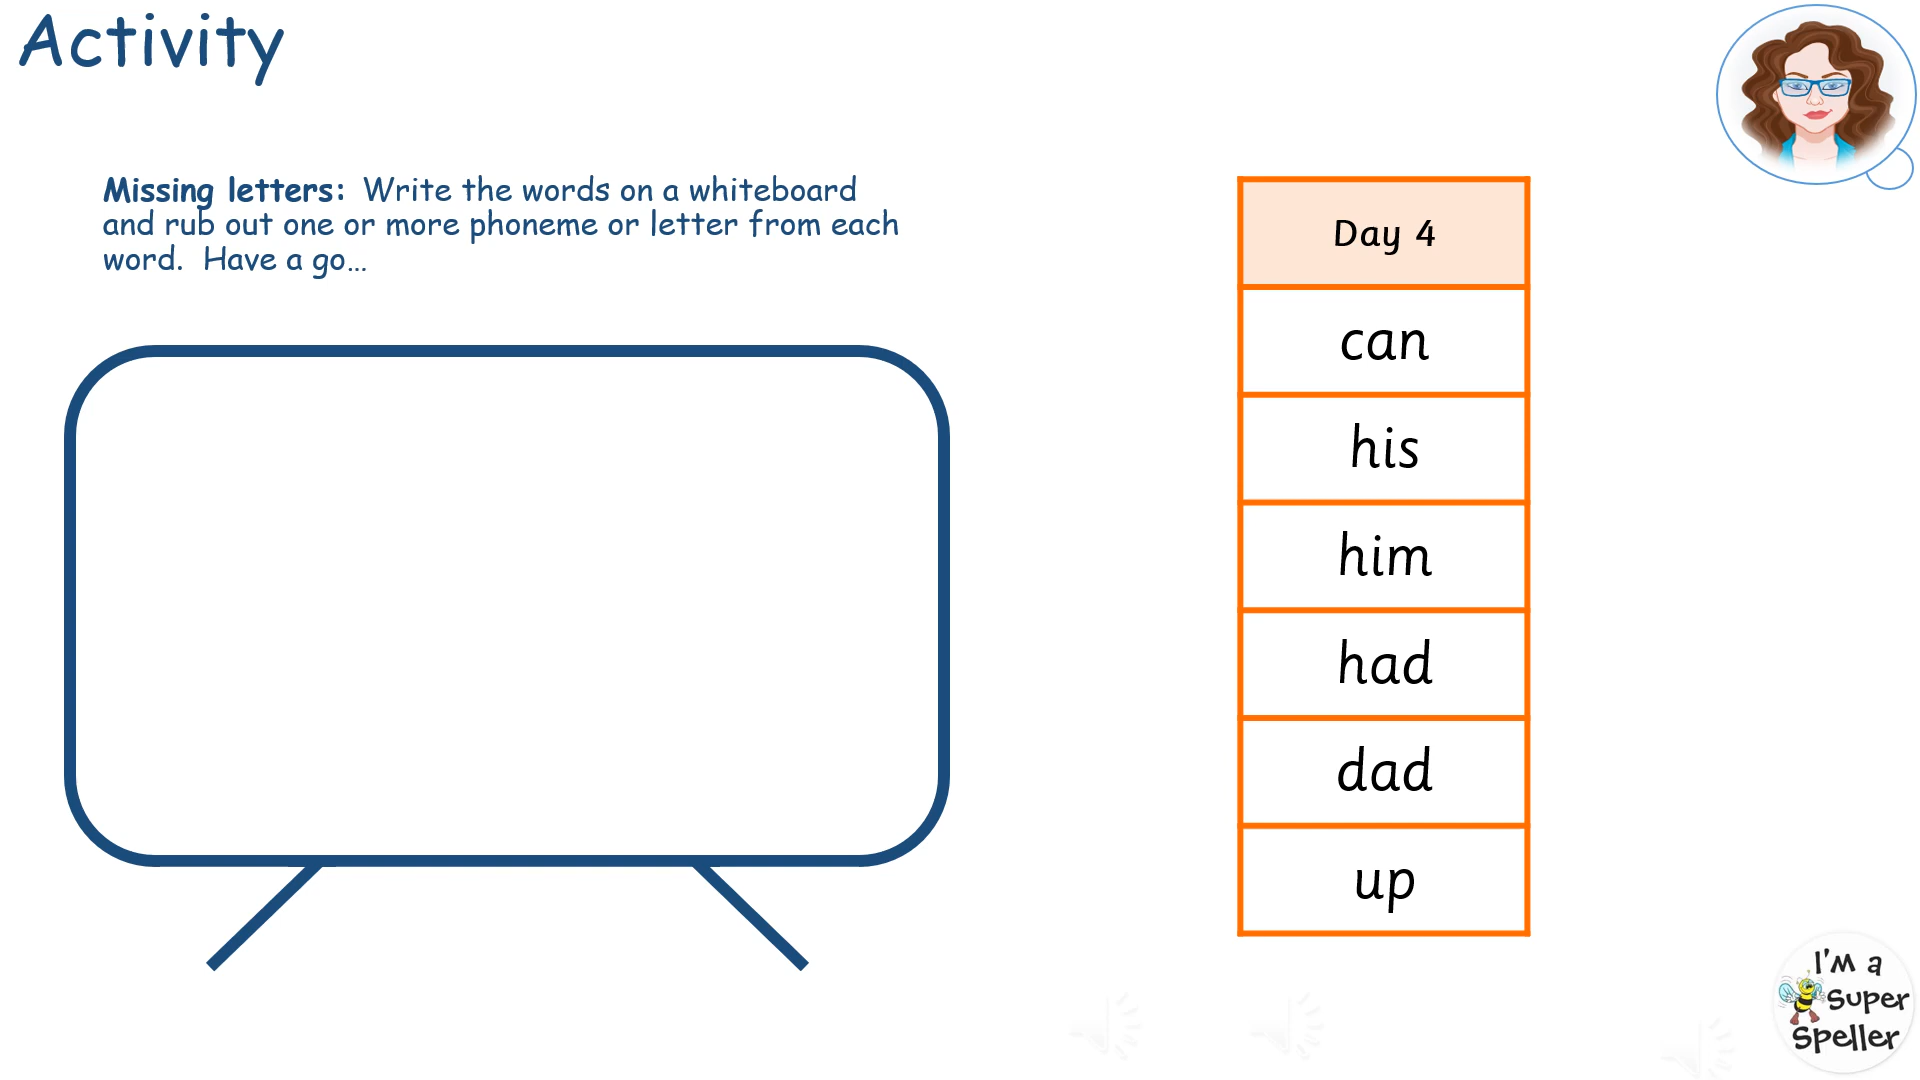 Activity
Missing letters: Write the words on a whiteboard
and rub out one or more phoneme or letter from each
word. Have a go...
Day 4
can
his
him
had
dad
up
I'm a
Super
Speller